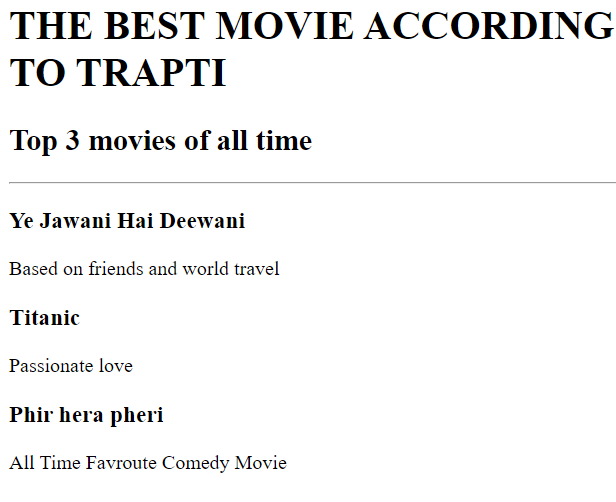 THE BEST MOVIE ACCORDING
TO TRAPTI
Top 3 movies of all time
Ye Jawani Hai Deewani
Based on friends and world travel
Titanic
Passionate love
Phir hera pheri
All Time Favroute Comedy Movie